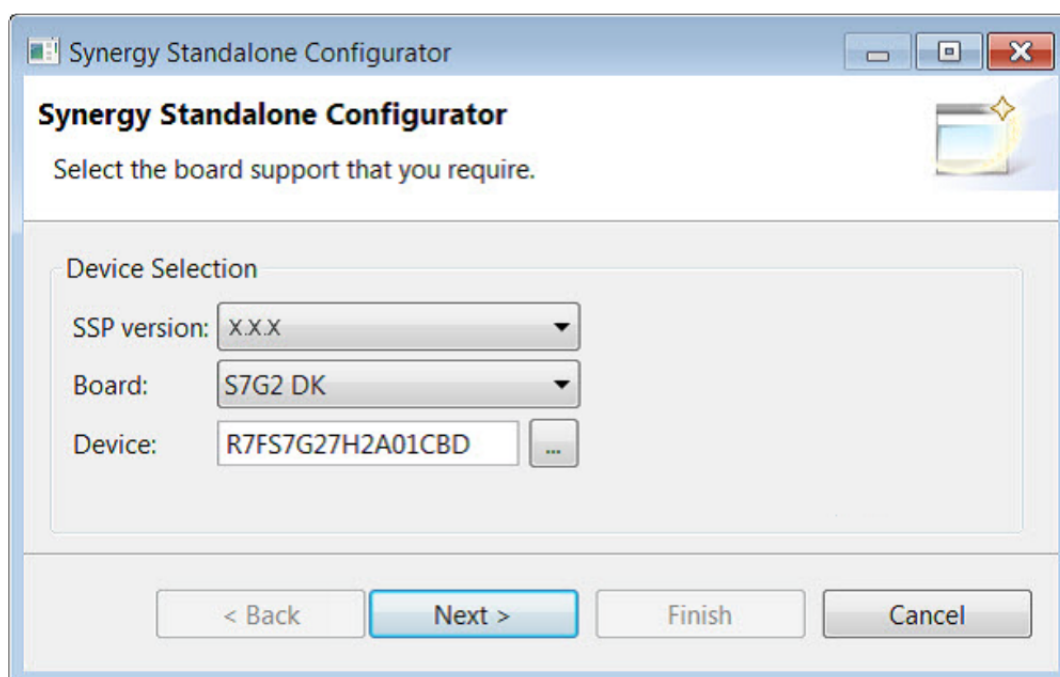 Synergy Standalone Configurator
Synergy Standalone Configurator
Select the board support that you require.
Device Selection
SSP version: X.X.X
Board: S7G2 DK
Device: R7FS7G27H2A01CBD ...
< Back Next > Finish Cancel